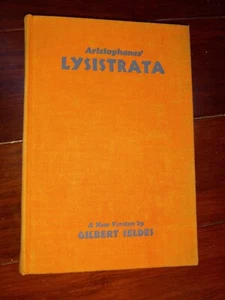 Aristophanes'
LYSISTRATA
A New Version by
GILBERT SELDES